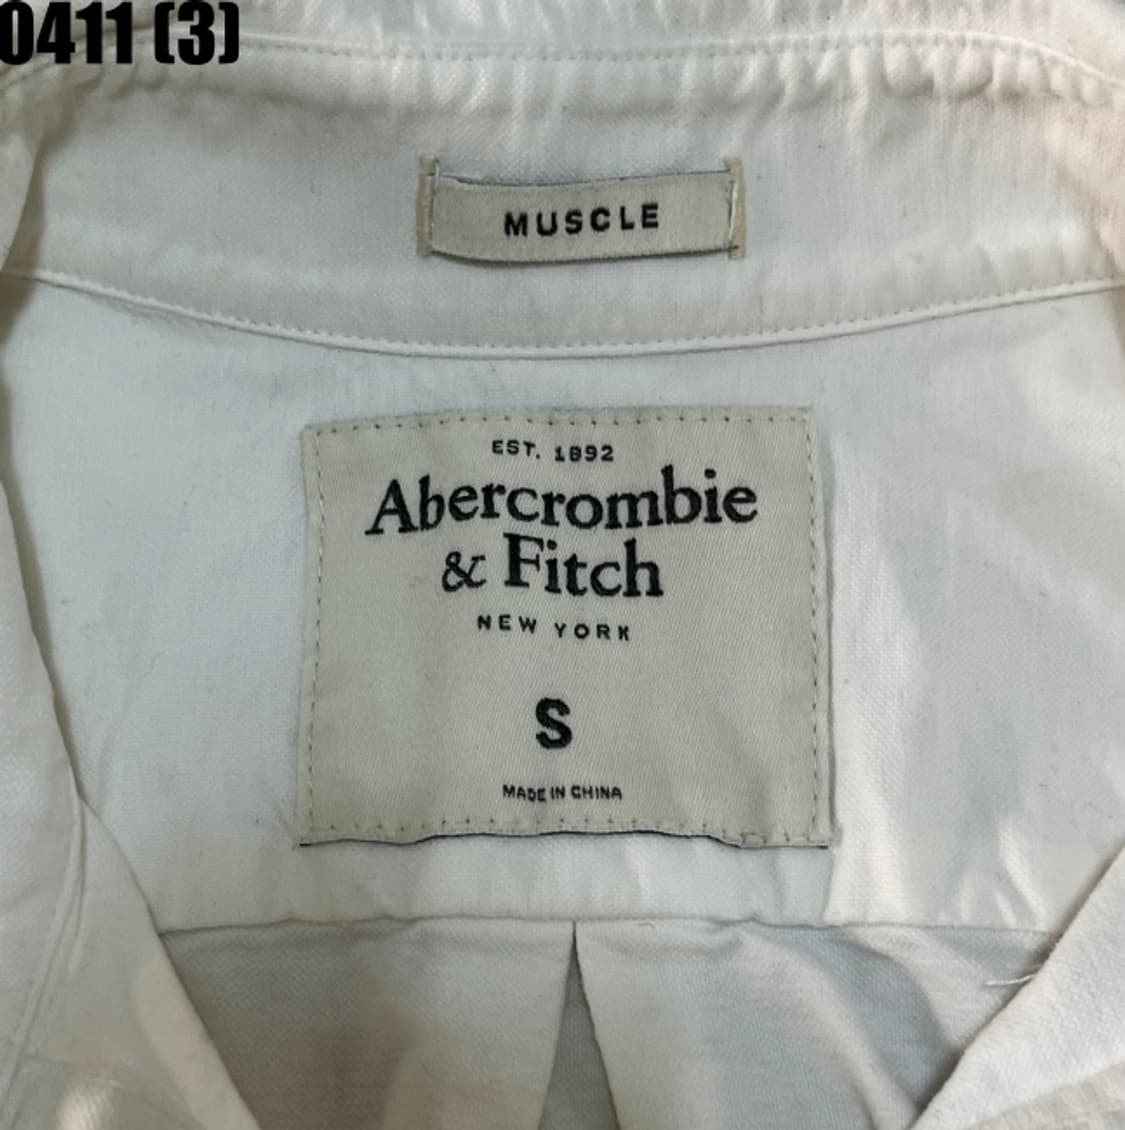 0411 (3)
MUSCLE
EST. 1892
Abercrombie
& Fitch
NEW YORK
S
MADE IN CHINA